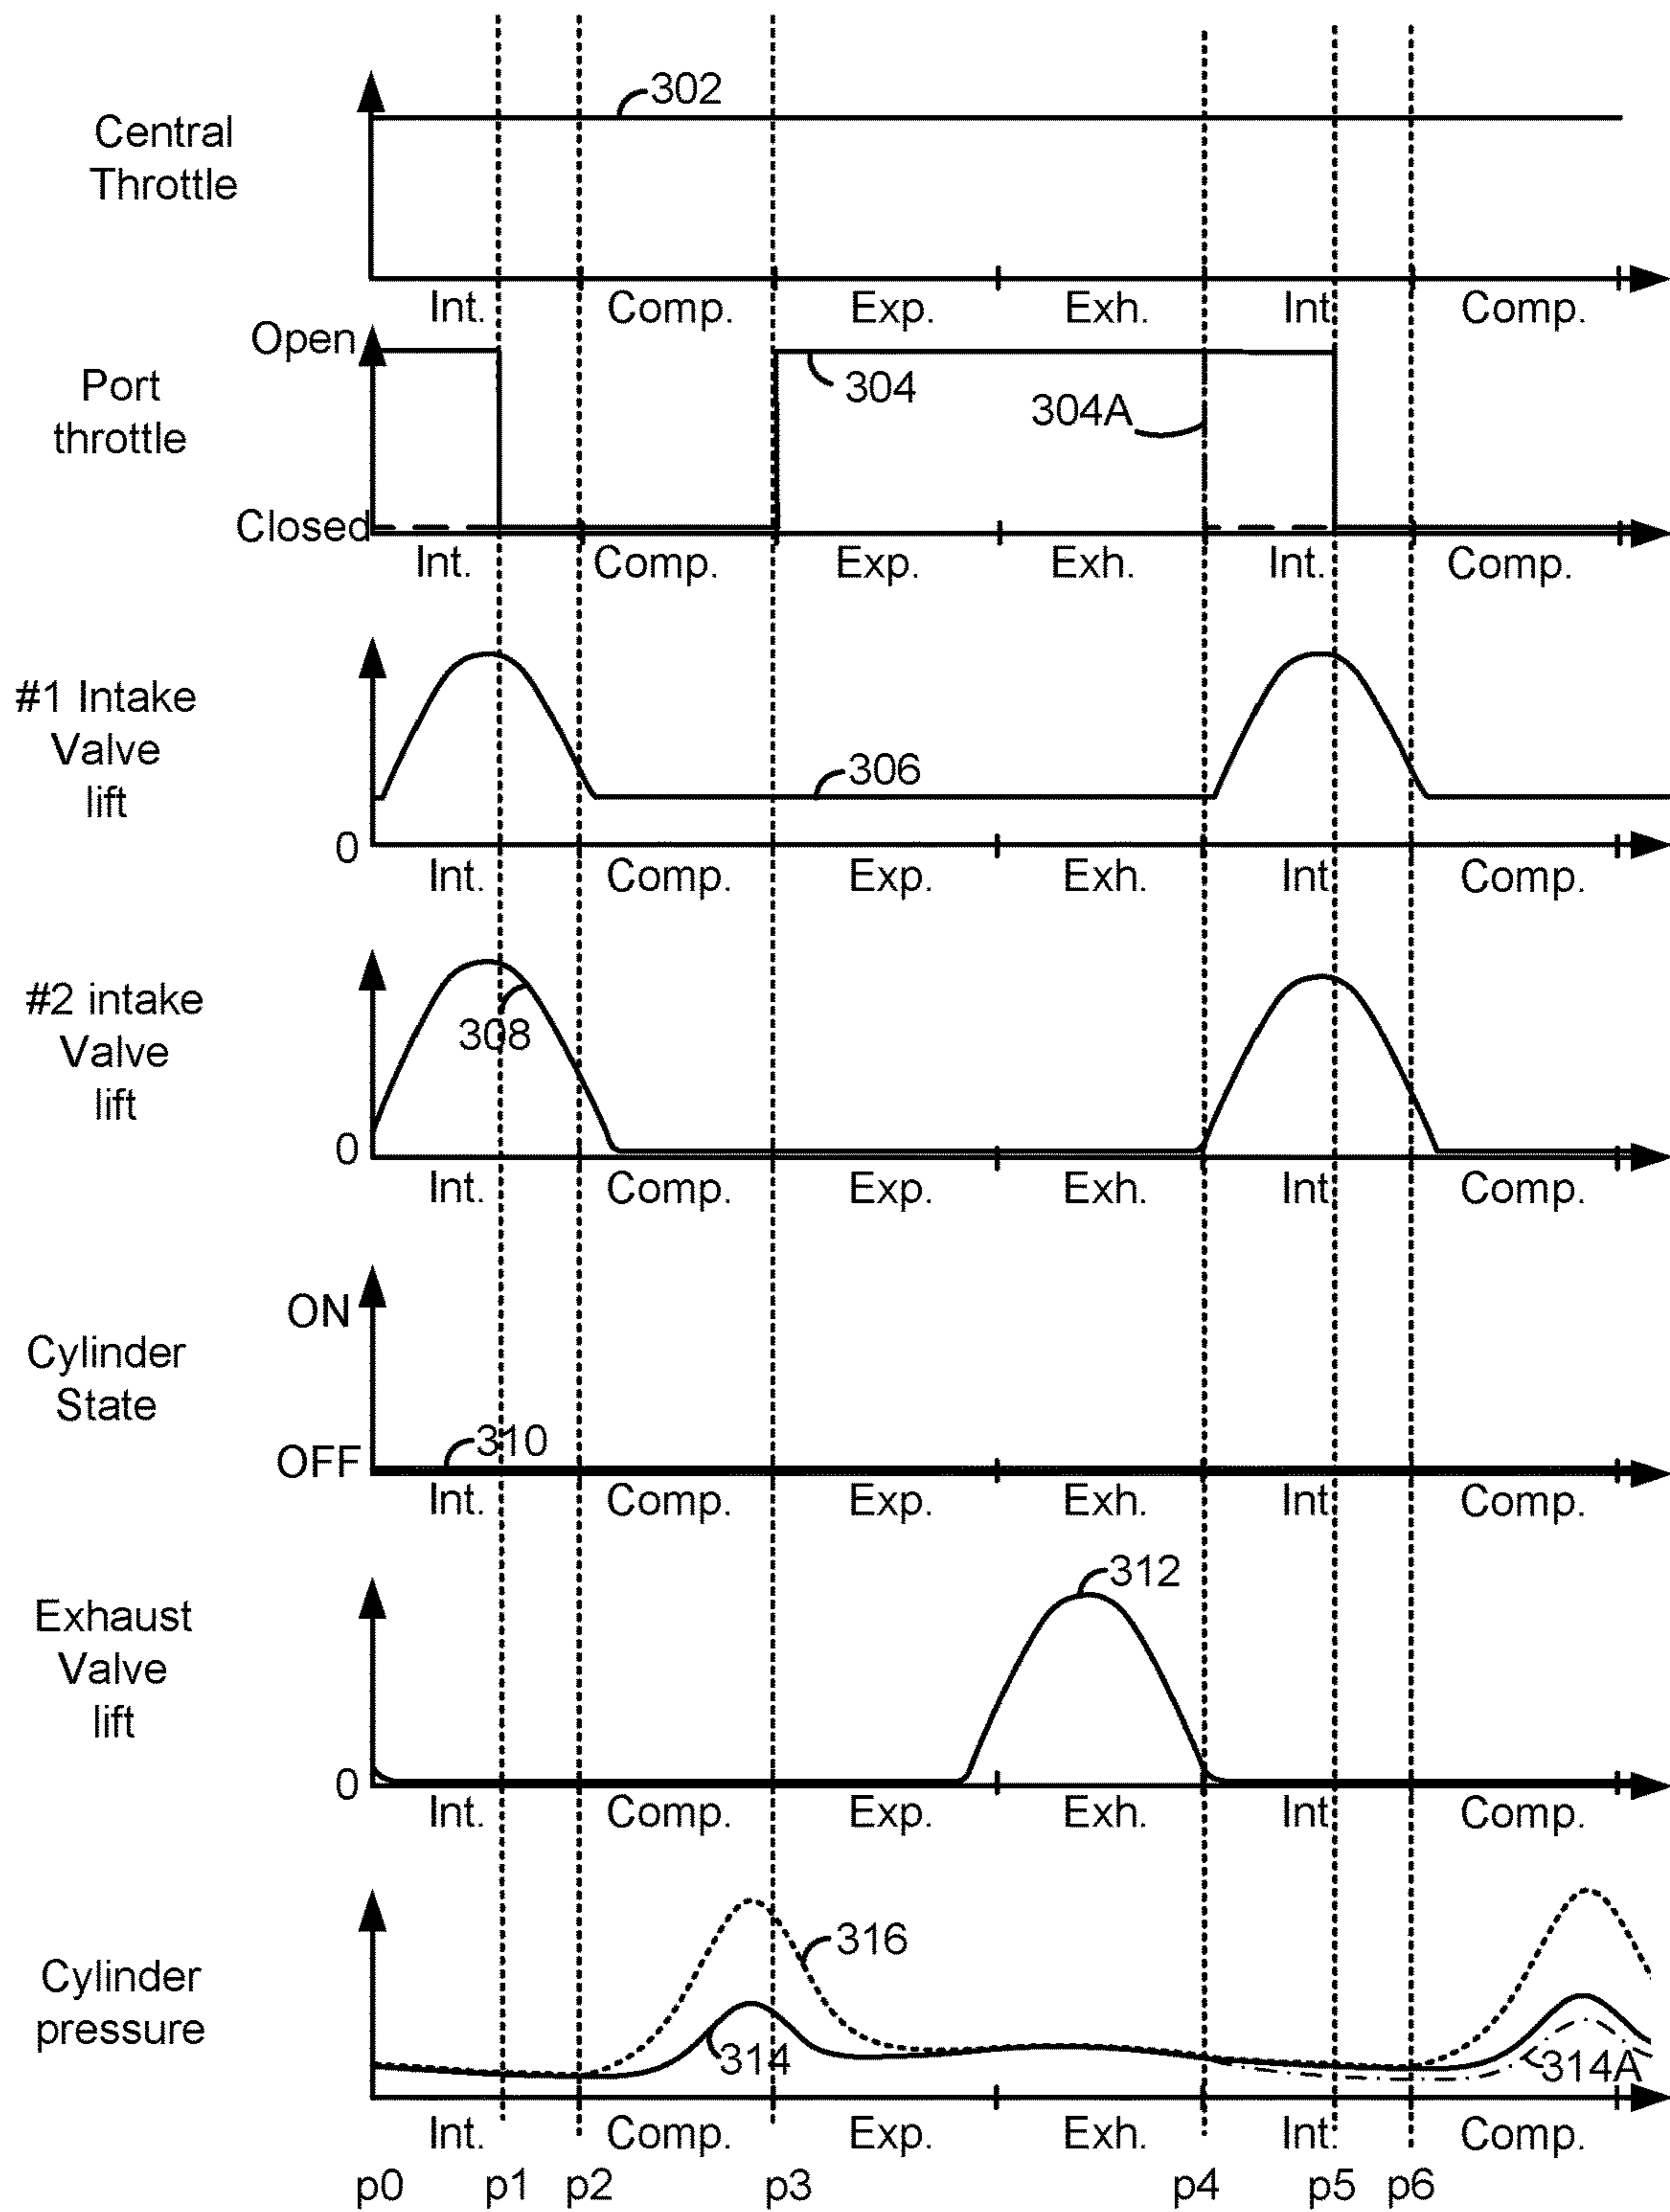 302
Central
Throttle
Int. Comp. Exp. Exh. Int Comp.
Open
Port
throttle
304
304A
Closed
Int. Comp. Exp. Exh. Int. Comp.
#1 Intake
Valve
lift
306
0
Int. Comp. Exp. Exh. Int Comp.
#2 intake
Valve
lift
308
0
Int. Comp. Exp. Exh. Int Comp.
ON
Cylinder
State
310
OFF
Int. Comp. Exp. Exh. Int Comp.
312
Exhaust
Valve
lift
0
Int. Comp. Exp. Exh. Int Comp.
316
Cylinder
pressure
314
314A
Int. Comp. Exp. Exh. Int. Comp.
p0 p1 p2 p3 p4 p5 p6